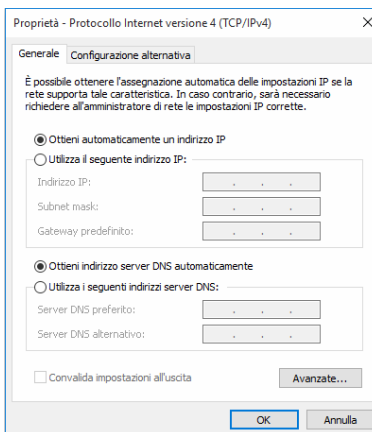 Proprietà - Protocollo Internet versione 4 (TCP/IPv4)
Generale Configurazione alternativa
È possibile ottenere l'assegnazione automatica delle impostazioni IP se la
rete supporta tale caratteristica. In caso contrario, sarà necessario
richiedere all'amministratore di rete le impostazioni IP corrette.
Ottieni automaticamente un indirizzo IP
Utilizza il seguente indirizzo IP:
Indirizzo IP:
Subnet mask:
Gateway predefinito:
Ottieni indirizzo server DNS automaticamente
Utilizza i seguenti indirizzi server DNS:
Server DNS preferito:
Server DNS alternativo:
Convalida impostazioni all'uscita
Avanzate...
OK Annulla